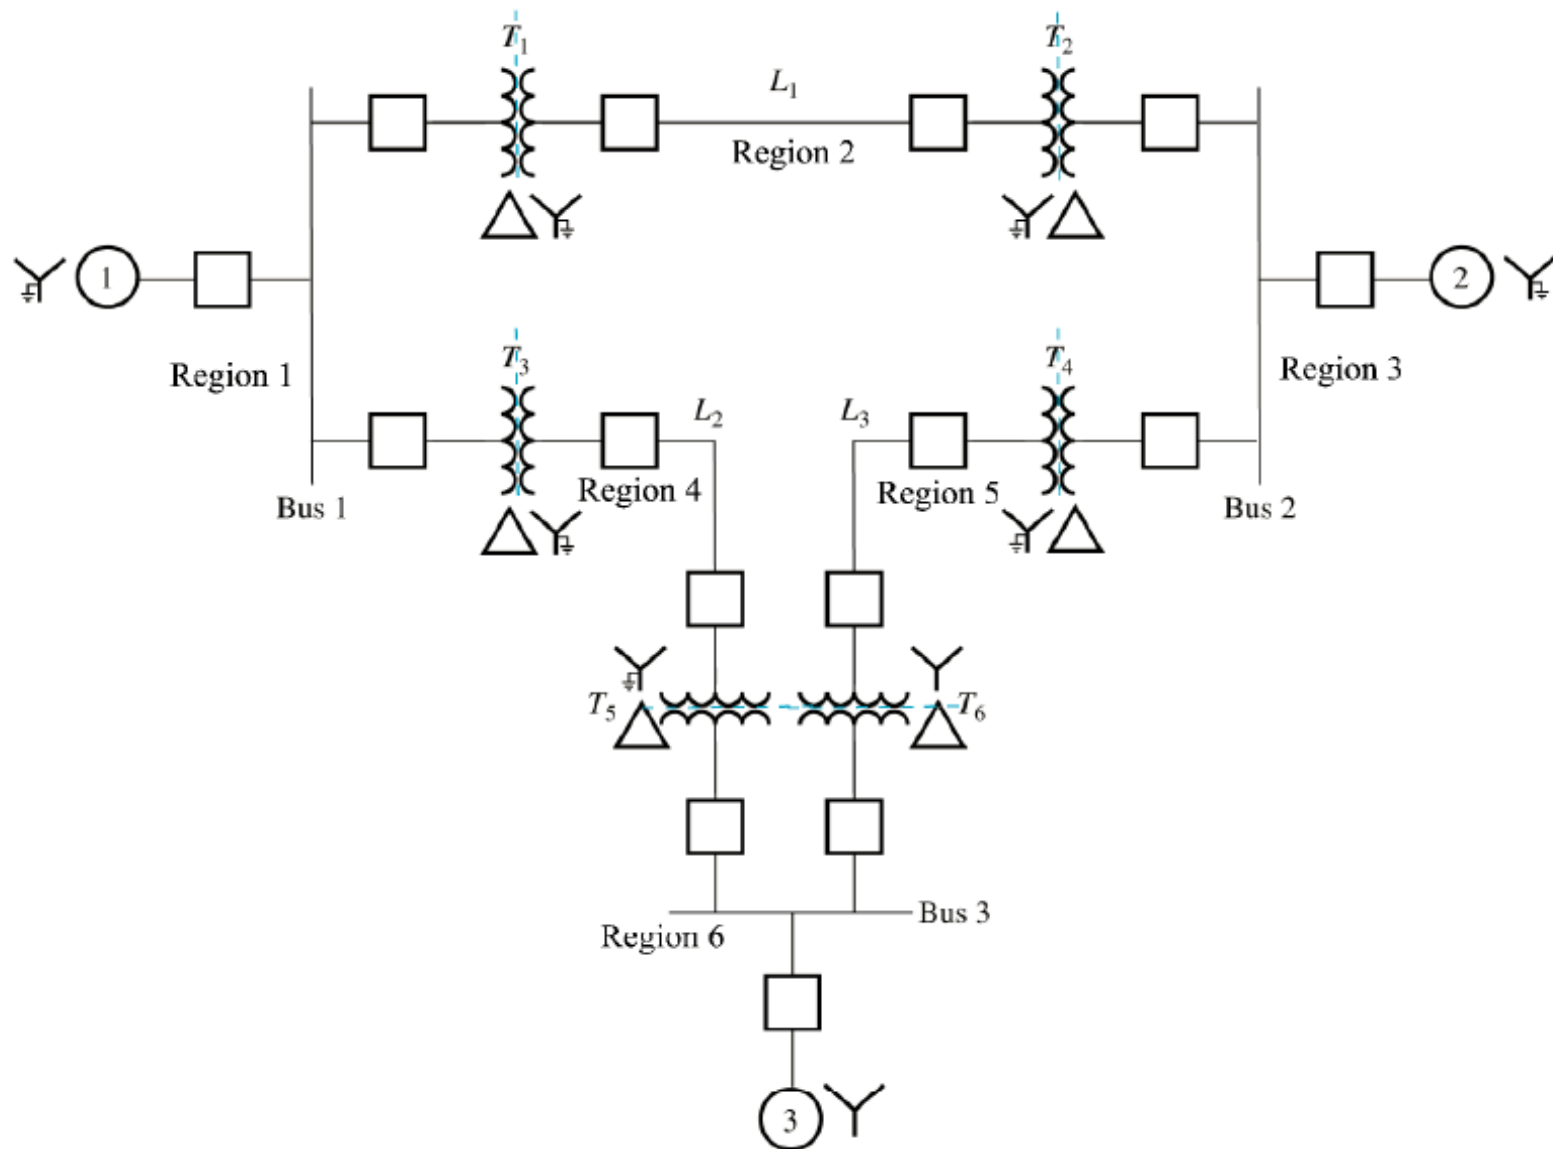 T1
T2
L1
Region 2
1
2
Region 1
T3
T4
Region 3
L2
L3
Region 4
Region 5
Bus 1
Bus 2
T5
T6
Bus 3
Region 6
3